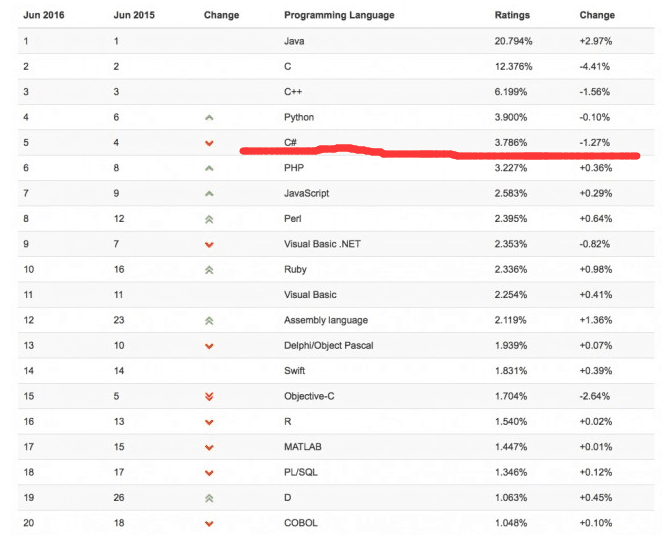 Jun 2016 Jun 2015 Change Programming Language Ratings Change
1 1 Java 20.794% +2.97%
2 2 C 12.376% -4.41%
3 3 C++ 6.199% -1.56%
4 6 Python 3.900% -0.10%
5 4 C# 3.786% -1.27%
6 8 PHP 3.227% +0.36%
7 9 JavaScript 2.583% +0.29%
8 12 Perl 2.395% +0.64%
9 7 Visual Basic .NET 2.353% -0.82%
10 16 Ruby 2.336% +0.98%
11 11 Visual Basic 2.254% +0.41%
12 23 Assembly language 2.119% +1.36%
13 10 Delphi/Object Pascal 1.939% +0.07%
14 14 Swift 1.831% +0.39%
15 5 Objective-C 1.704% -2.64%
16 13 R 1.540% +0.02%
17 15 MATLAB 1.447% +0.01%
18 17 PL/SQL 1.346% +0.12%
19 26 D 1.063% +0.45%
20 18 COBOL 1.048% +0.10%